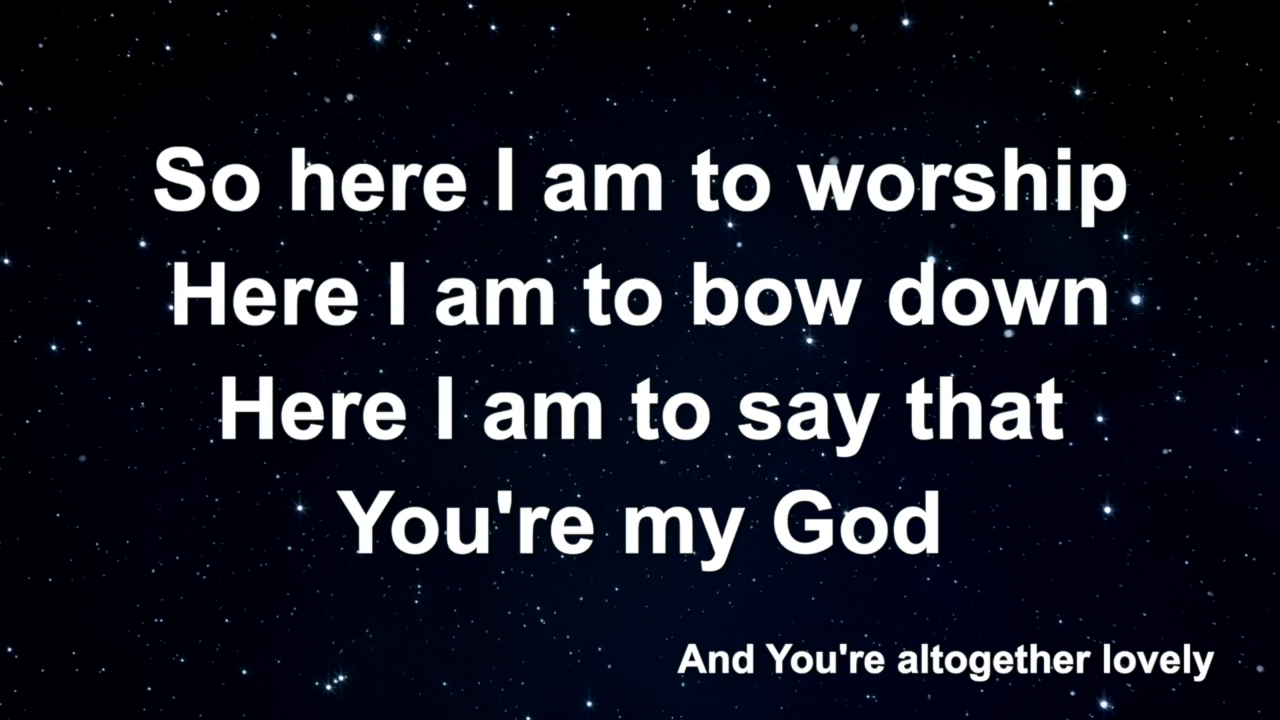 So here I am to worship
Here I am to bow down
Here I am to say that
You're my God
And You're altogether lovely